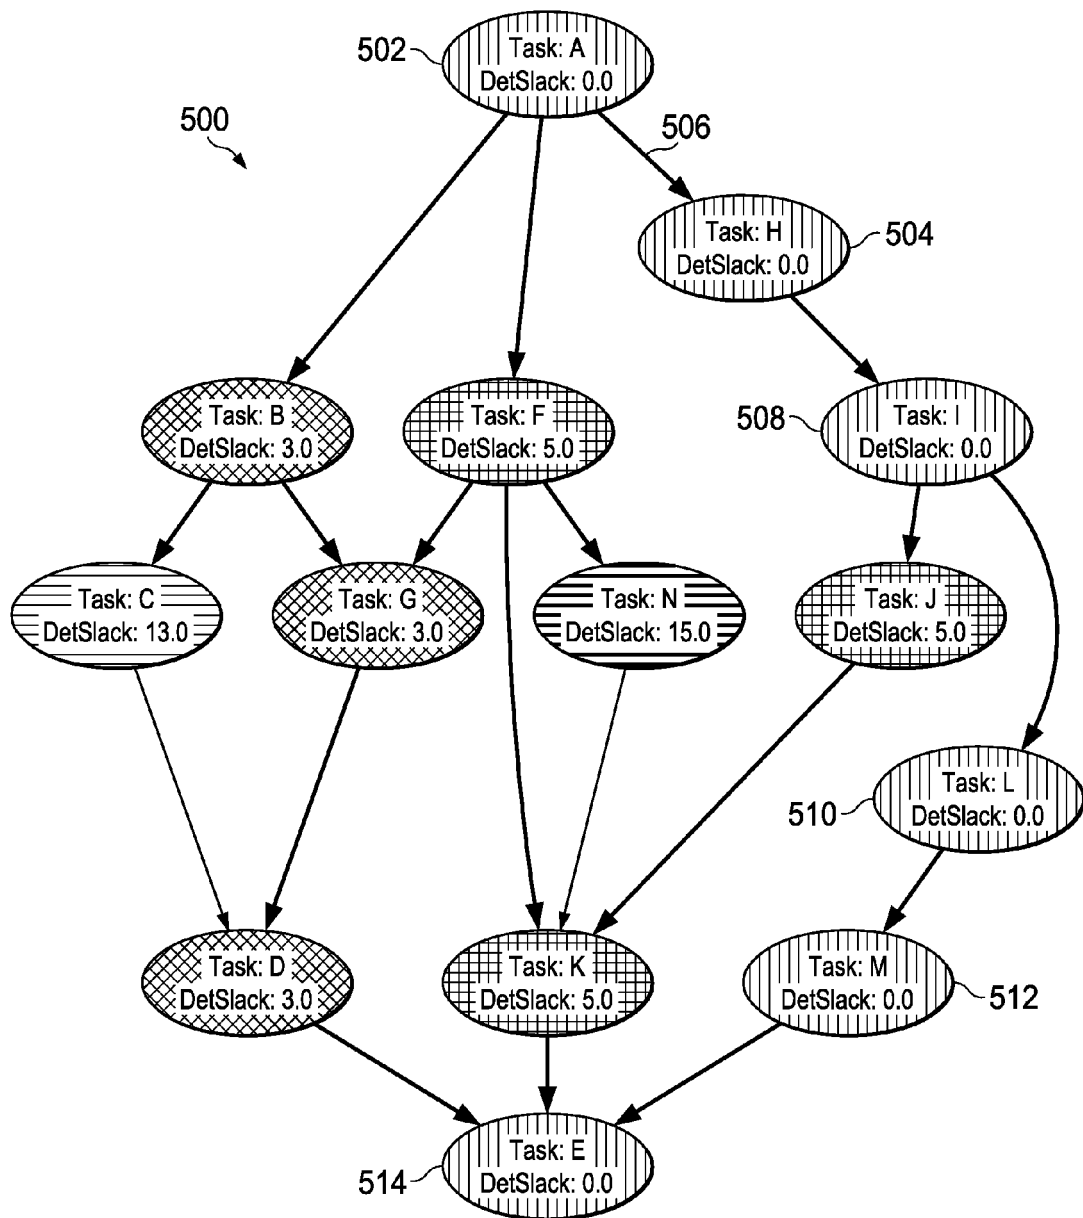 502
Task: A
DetSlack: 0.0
500
506
Task: H
DetSlack: 0.0
504
Task: B
DetSlack: 3.0
Task: F
DetSlack: 5.0
508
Task: I
DetSlack: 0.0
Task: C
DetSlack: 13.0
Task: G
DetSlack: 3.0
Task: N
DetSlack: 15.0
Task: J
DetSlack: 5.0
510
Task: L
DetSlack: 0.0
Task: D
DetSlack: 3.0
Task: K
DetSlack: 5.0
Task: M
DetSlack: 0.0
512
514
Task: E
DetSlack: 0.0